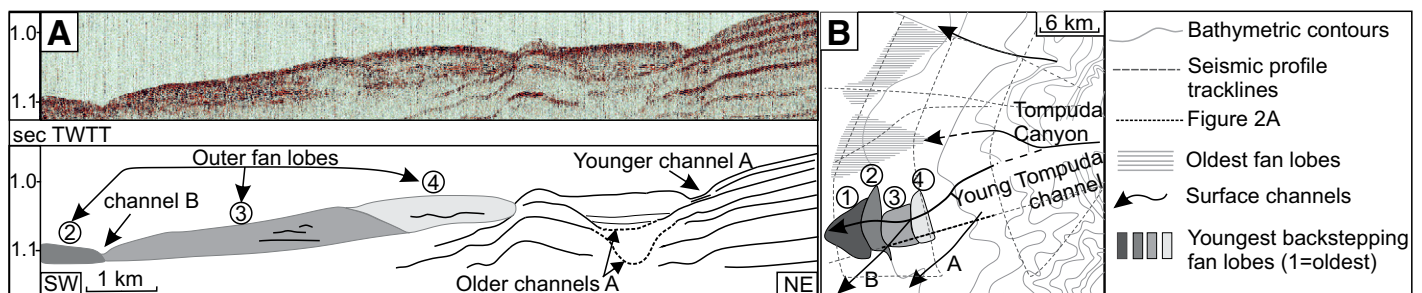 A
1.0
1.1
sec TWTT
Outer fan lobes
Younger channel A
1.0
4
channel B
2
3
1.1
SW
1 km
Older channels A
NE
B
6 km
Tompuda
Canyon
2
4
1
3
Young Tompuda
channel
B
A
Bathymetric contours
Seismic profile
tracklines
Figure 2A
Oldest fan lobes
Surface channels
Youngest backstepping
fan lobes (1=oldest)